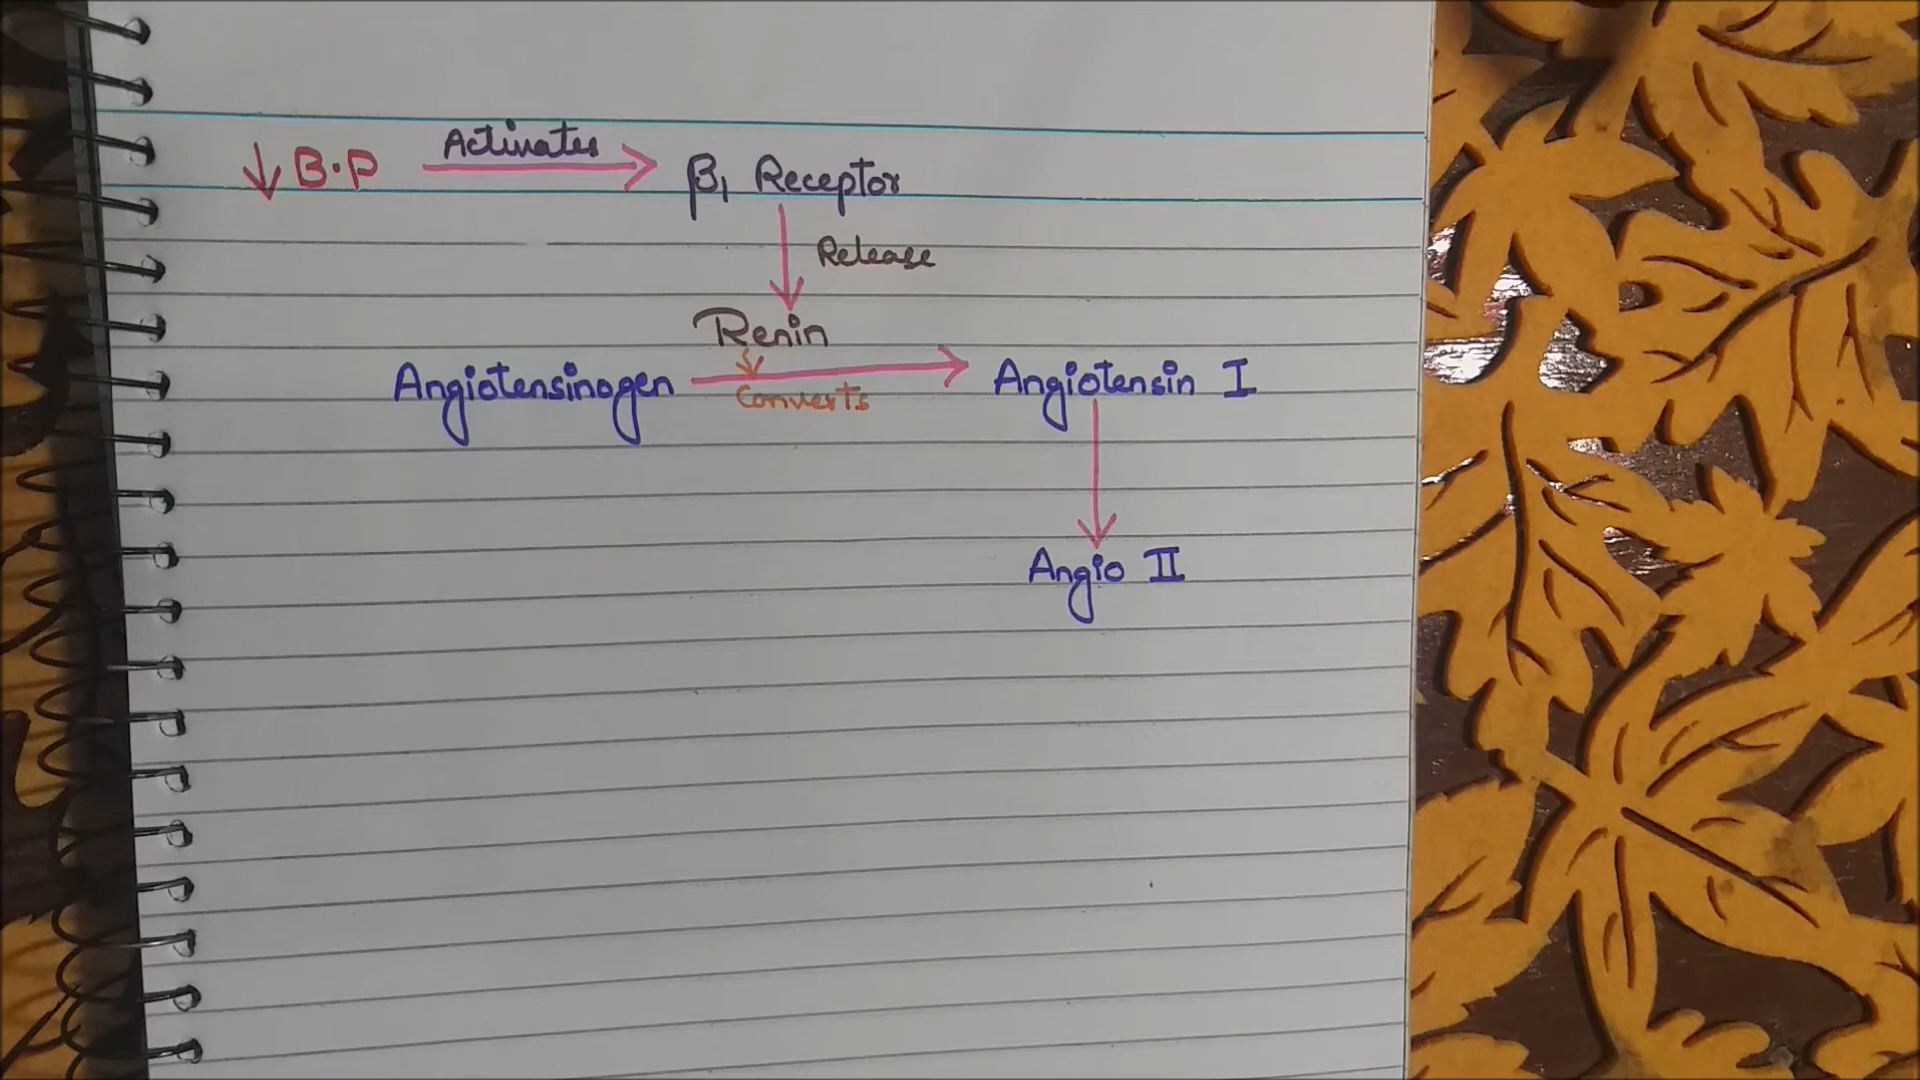 ↓ B.P Activates β1 Receptor
Release
Renin
Angiotensinogen Converts Angiotensin I
Angio II